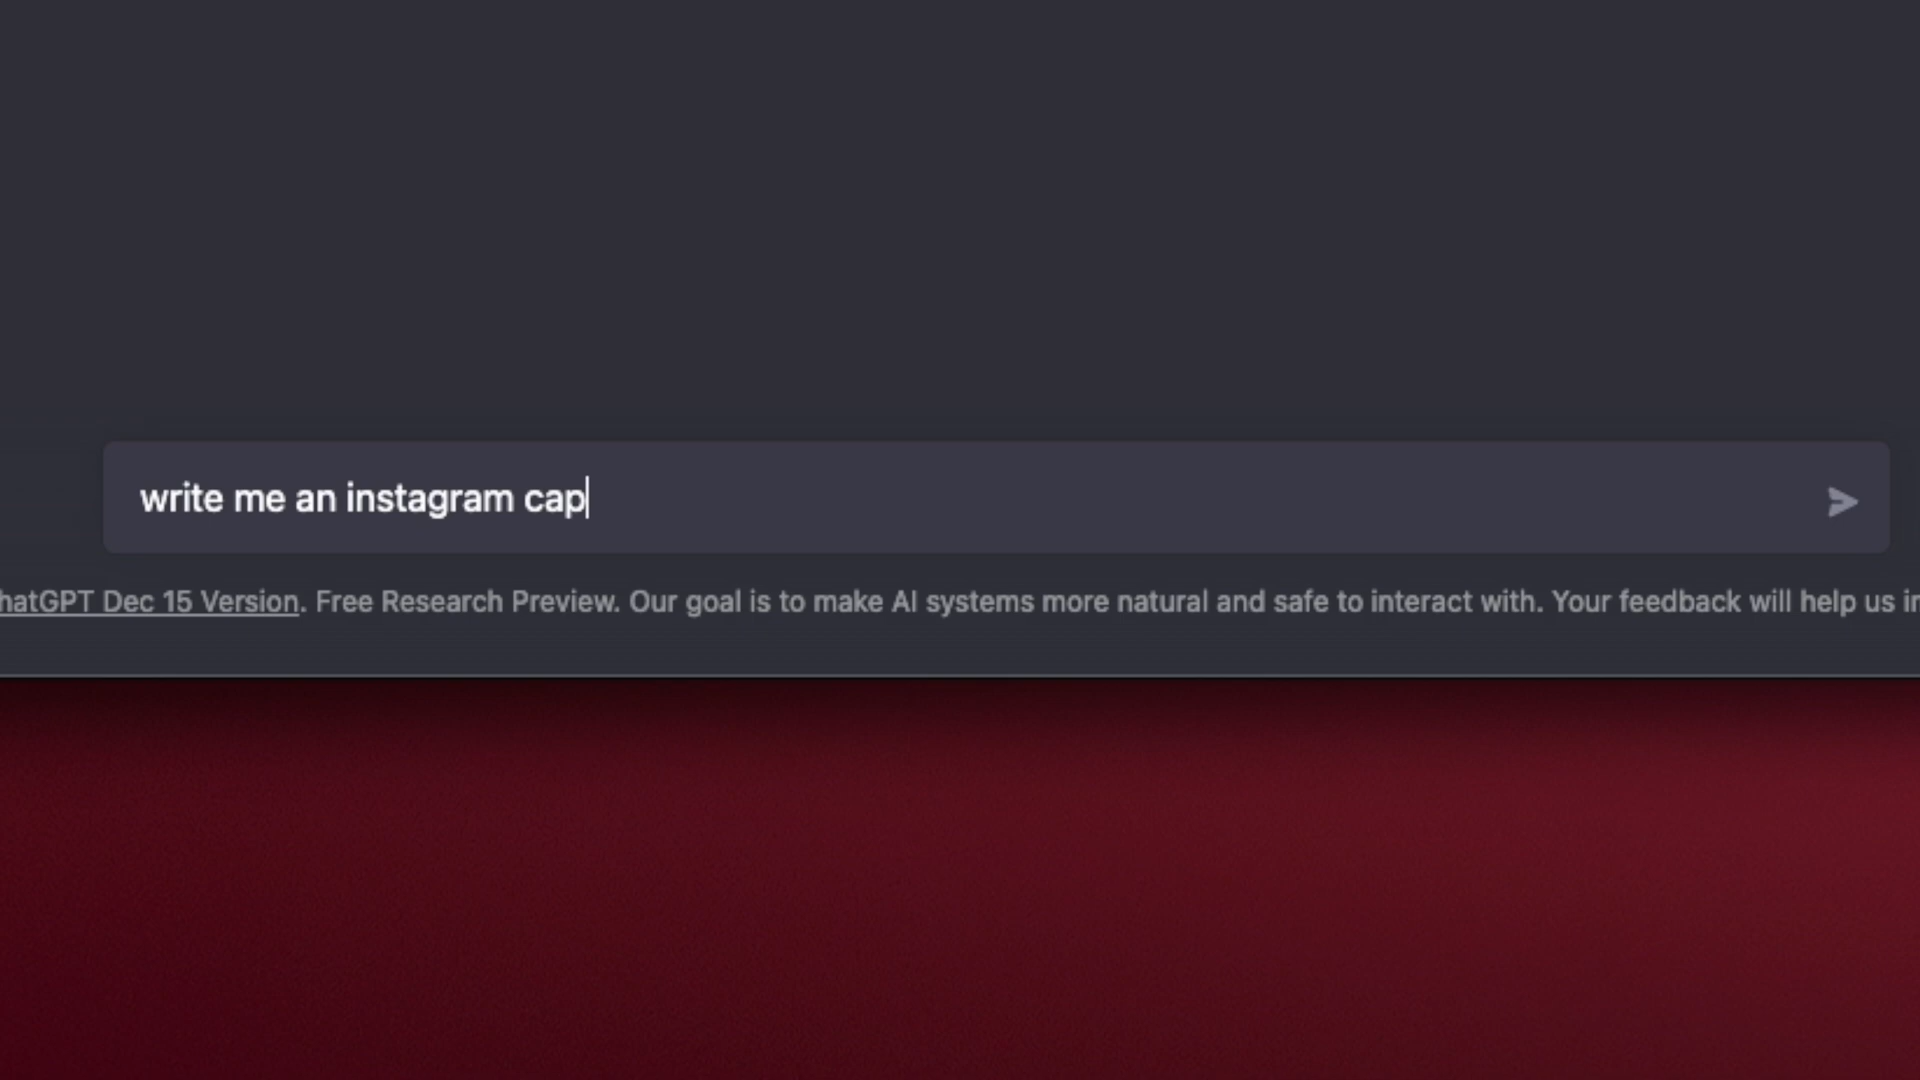 write me an instagram cap
hatGPT Dec 15 Version. Free Research Preview. Our goal is to make AI systems more natural and safe to interact with. Your feedback will help us